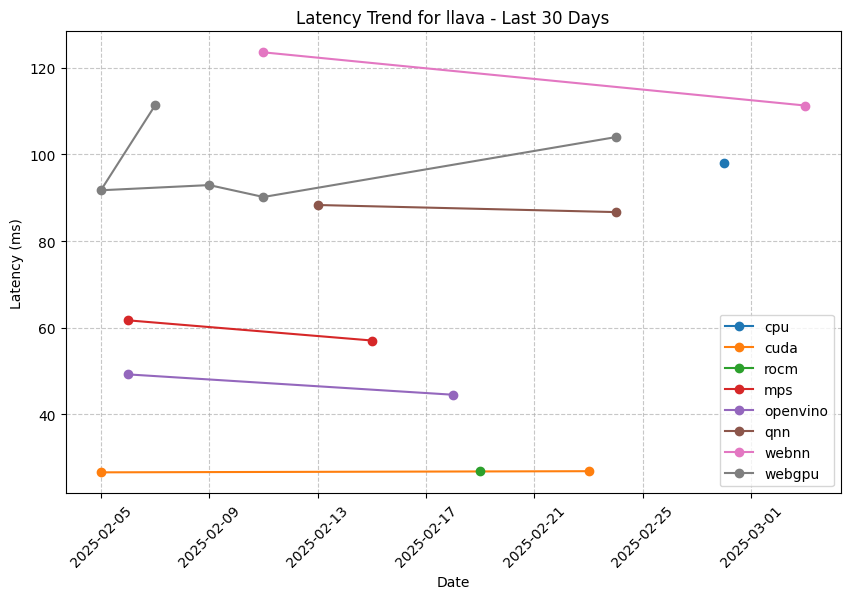 Latency Trend for llava - Last 30 Days
Latency (ms)
120
100
80
60
40
cpu
cuda
rocm
mps
openvino
qnn
webnn
webgpu
2025-02-05
2025-02-09
2025-02-13
2025-02-17
2025-02-21
2025-02-25
2025-03-01
Date